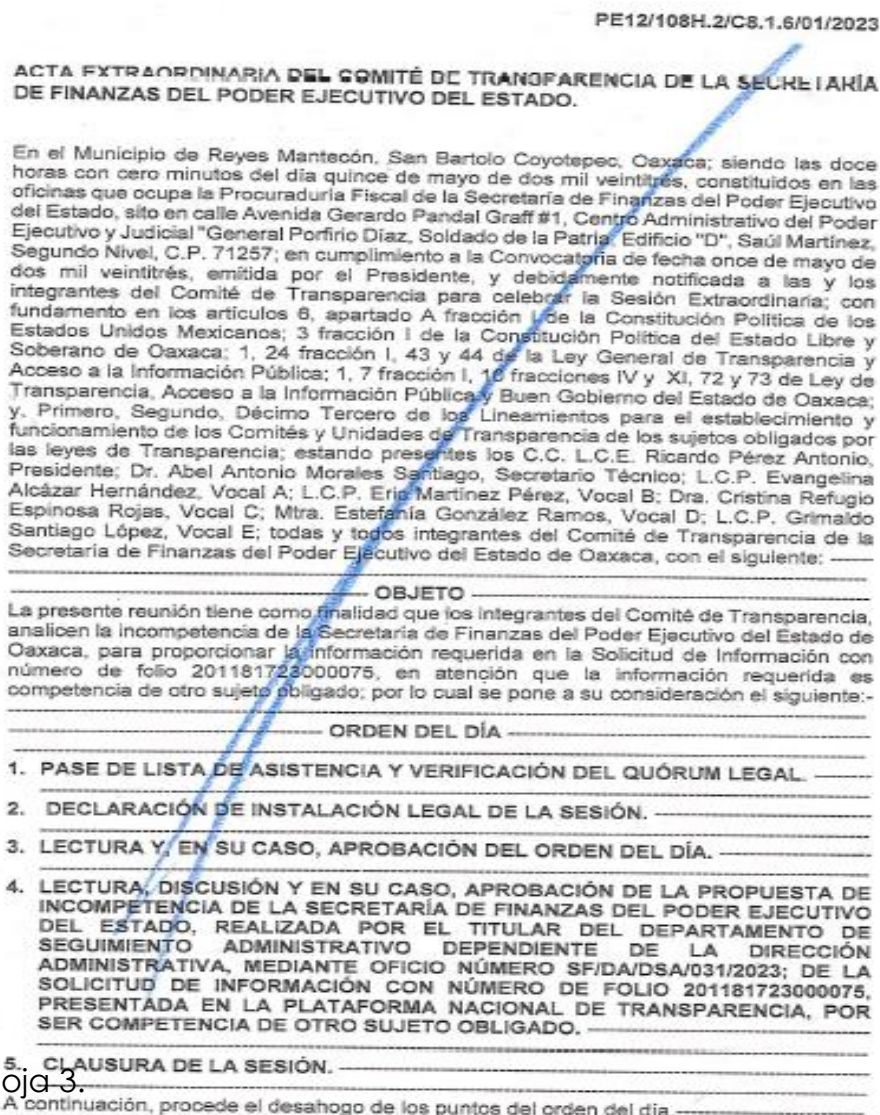 PE12/108H.2/C8.1.6/01/2023
ACTA EXTRAORDINARIA DEL COMITÉ DE TRANSPARENCIA DE LA SECRETARÍA
DE FINANZAS DEL PODER EJECUTIVO DEL ESTADO.
En el Municipio de Reyes Mantecón, San Bartolo Coyotepec, Oaxaca; siendo las doce
horas con cero minutos del día quince de mayo de dos mil veintitrés, constituidos en las
oficinas que ocupa la Procuraduría Fiscal de la Secretaría de Finanzas del Poder Ejecutivo
del Estado, sito en calle Avenida Gerardo Pandal Graff #1, Centro Administrativo del Poder
Ejecutivo y Judicial "General Porfirio Díaz, Soldado de la Patria, Edificio "D", Saúl Martínez,
Segundo Nivel, C.P. 71257; en cumplimiento a la Convocatoria de fecha once de mayo de
dos mil veintitrés, emitida por el Presidente, y debidamente notificada a las y los
integrantes del Comité de Transparencia para celebrar la Sesión Extraordinaria; con
fundamento en los artículos 6, apartado A fracción I de la Constitución Política de los
Estados Unidos Mexicanos; 3 fracción I de la Constitución Política del Estado Libre y
Soberano de Oaxaca; 1, 24 fracción I, 43 y 44 de la Ley General de Transparencia y
Acceso a la Información Pública; 1, 7 fracción I, 10 fracciones IV y XI, 72 y 73 de Ley de
Transparencia, Acceso a la Información Pública y Buen Gobierno del Estado de Oaxaca;
y, Primero, Segundo, Décimo Tercero de los Lineamientos para el establecimiento y
funcionamiento de los Comités y Unidades de Transparencia de los sujetos obligados por
las leyes de Transparencia; estando presentes los C.C. L.C.E. Ricardo Pérez Antonio,
Presidente; Dr. Abel Antonio Morales Santiago, Secretario Técnico; L.C.P. Evangelina
Alcázar Hernández, Vocal A; L.C.P. Eric Martínez Pérez, Vocal B; Dra. Cristina Refugio
Espinosa Rojas, Vocal C; Mtra. Estefanía González Ramos, Vocal D; L.C.P. Grimaldo
Santiago López, Vocal E; todas y todos integrantes del Comité de Transparencia de la
Secretaría de Finanzas del Poder Ejecutivo del Estado de Oaxaca, con el siguiente: ------
------ OBJETO ------
La presente reunión tiene como finalidad que los integrantes del Comité de Transparencia,
analicen la incompetencia de la Secretaría de Finanzas del Poder Ejecutivo del Estado de
Oaxaca, para proporcionar la información requerida en la Solicitud de Información con
número de folio 201181723000075, en atención que la información requerida es
competencia de otro sujeto obligado; por lo cual se pone a su consideración el siguiente:-
------ ORDEN DEL DÍA ------
1. PASE DE LISTA DE ASISTENCIA Y VERIFICACIÓN DEL QUÓRUM LEGAL. ------
2. DECLARACIÓN DE INSTALACIÓN LEGAL DE LA SESIÓN. ------
3. LECTURA Y, EN SU CASO, APROBACIÓN DEL ORDEN DEL DÍA. ------
4. LECTURA, DISCUSIÓN Y EN SU CASO, APROBACIÓN DE LA PROPUESTA DE
INCOMPETENCIA DE LA SECRETARÍA DE FINANZAS DEL PODER EJECUTIVO
DEL ESTADO, REALIZADA POR EL TITULAR DEL DEPARTAMENTO DE
SEGUIMIENTO ADMINISTRATIVO DEPENDIENTE DE LA DIRECCIÓN
ADMINISTRATIVA, MEDIANTE OFICIO NÚMERO SF/DA/DSA/031/2023; DE LA
SOLICITUD DE INFORMACIÓN CON NÚMERO DE FOLIO 201181723000075,
PRESENTADA EN LA PLATAFORMA NACIONAL DE TRANSPARENCIA, POR
SER COMPETENCIA DE OTRO SUJETO OBLIGADO. ------
5. CLAUSURA DE LA SESIÓN. ------
oja 3.
A continuación, procede el desahogo de los puntos del orden del día ------